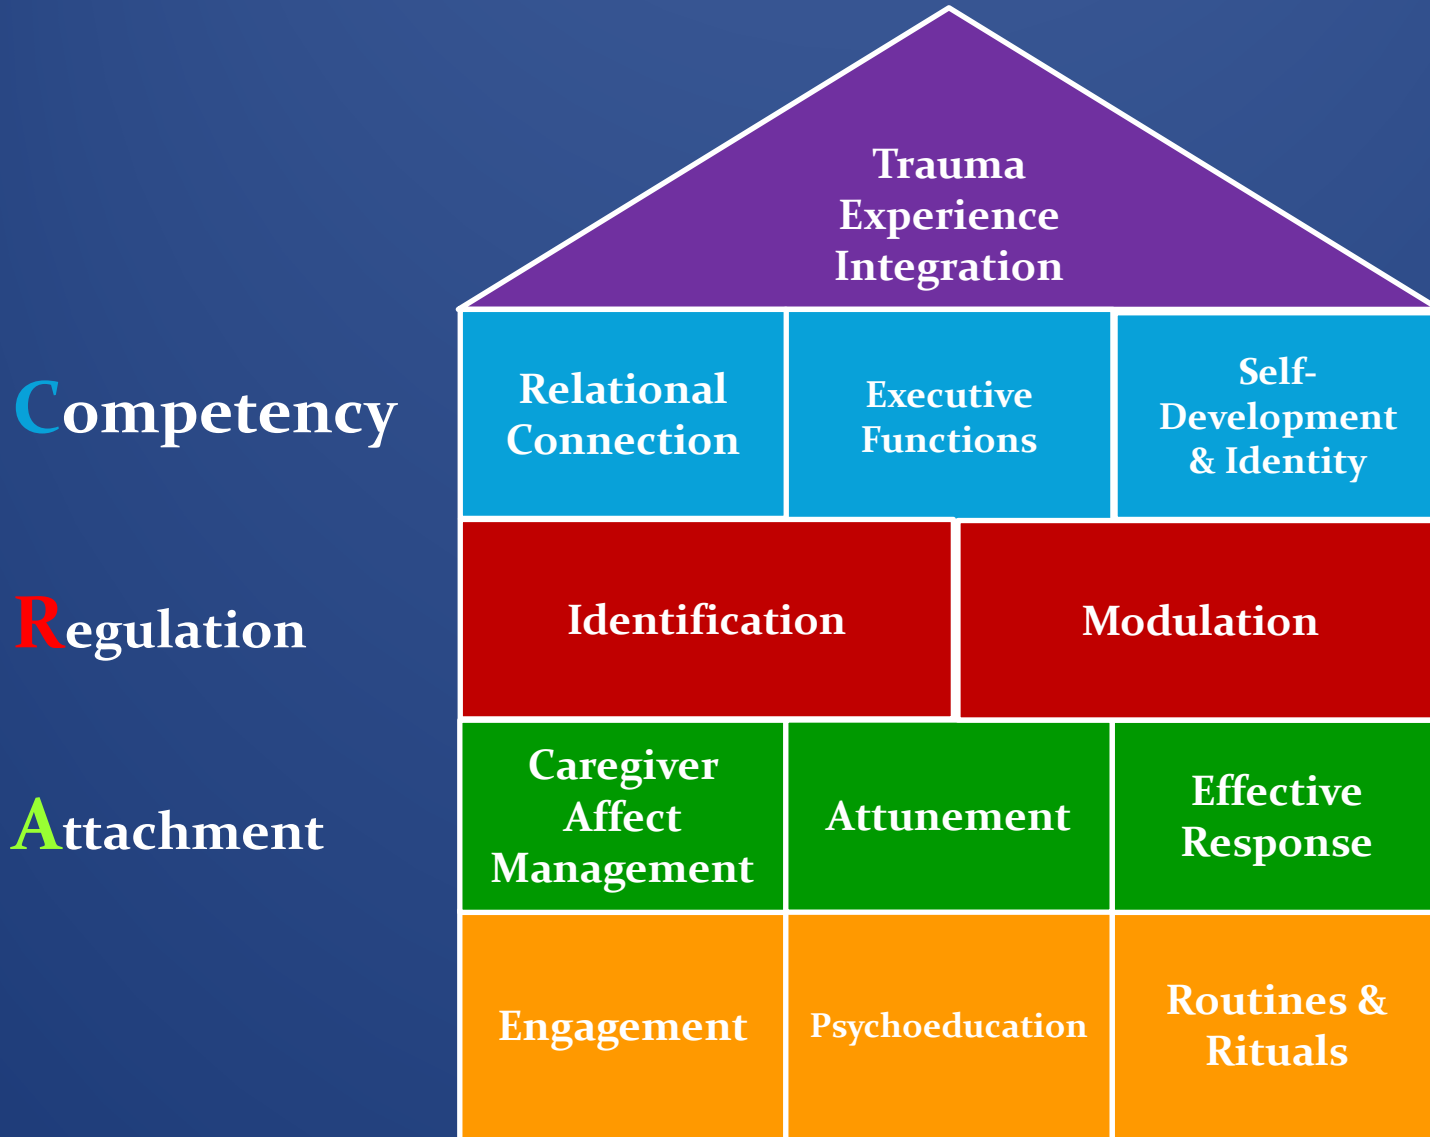 Trauma
Experience
Integration
Competency
Relational
Connection
Executive
Functions
Self-
Development
& Identity
Regulation
Identification
Modulation
Attachment
Caregiver
Affect
Management
Attunement
Effective
Response
Engagement
Psychoeducation
Routines &
Rituals